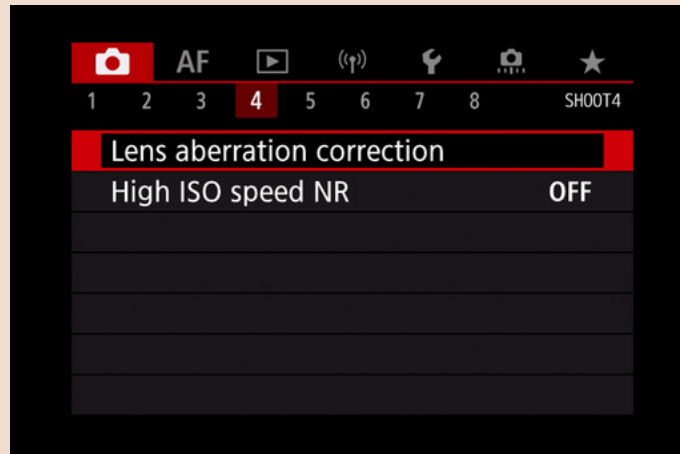 AF
1 2 3 4 5 6 7 8 SHOOT4
Lens aberration correction
High ISO speed NR OFF